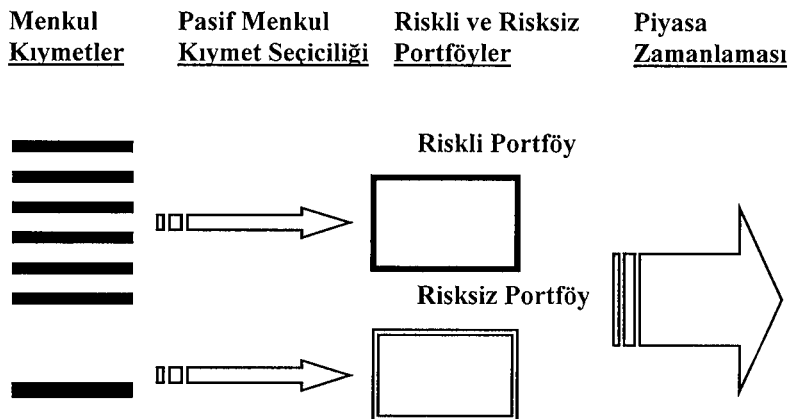 Menkul
Kıymetler
Pasif Menkul
Kıymet Seçiciliği
Riskli ve Risksiz
Portföyler
Piyasa
Zamanlaması
Riskli Portföy
Risksiz Portföy